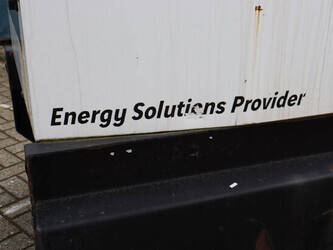 Energy Solutions Provider